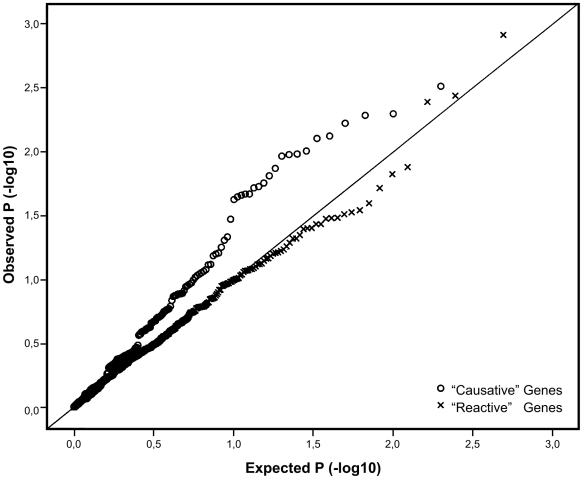 3,0
2,5
2,0
1,5
1,0
0,5
0,0
Observed P (-log10)
"Causative" Genes
"Reactive" Genes
0,0 0,5 1,0 1,5 2,0 2,5 3,0
Expected P (-log10)